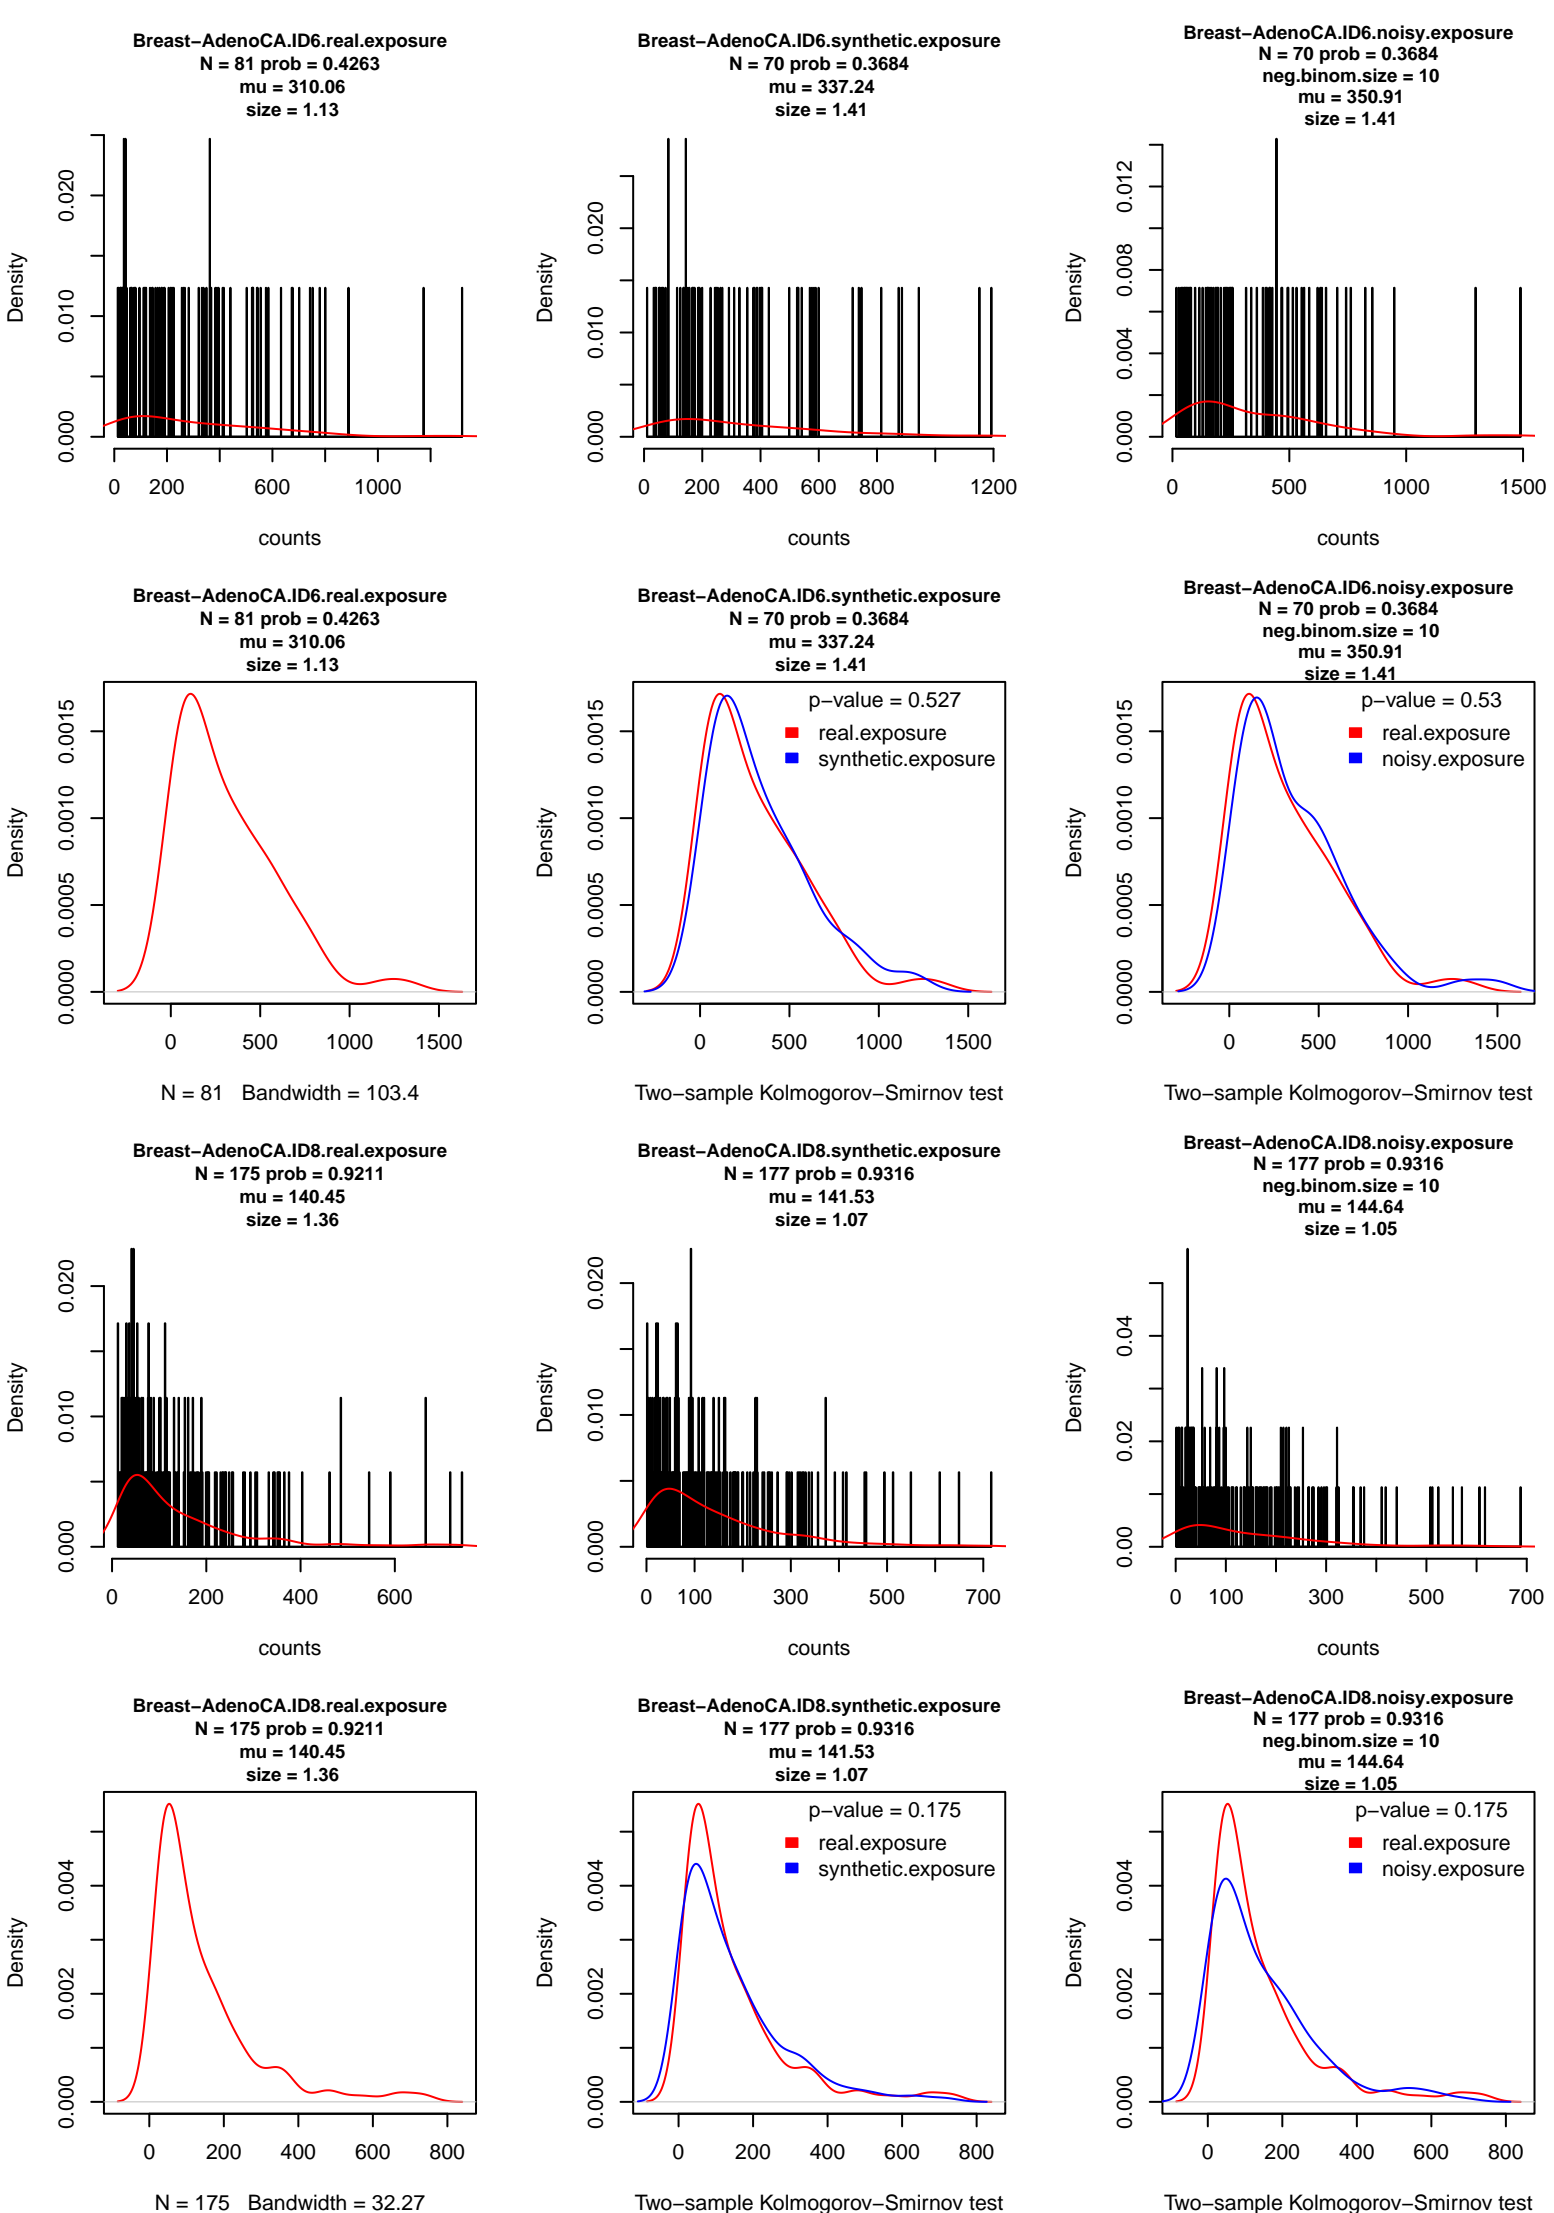 Breast−AdenoCA.ID6.real.exposure
N = 81 prob = 0.4263
mu = 310.06
size = 1.13
Density
0.000
0.010
0.020
0
200
600
1000
counts
Breast−AdenoCA.ID6.synthetic.exposure
N = 70 prob = 0.3684
mu = 337.24
size = 1.41
Density
0.000
0.010
0.020
0
200
400
600
800
1200
counts
Breast−AdenoCA.ID6.noisy.exposure
N = 70 prob = 0.3684
neg.binom.size = 10
mu = 350.91
size = 1.41
Density
0.000
0.004
0.008
0.012
0
500
1000
1500
counts
Breast−AdenoCA.ID6.real.exposure
N = 81 prob = 0.4263
mu = 310.06
size = 1.13
Density
0.0000
0.0005
0.0010
0.0015
0
500
1000
1500
N = 81 Bandwidth = 103.4
Breast−AdenoCA.ID6.synthetic.exposure
N = 70 prob = 0.3684
mu = 337.24
size = 1.41
p−value = 0.527
real.exposure
synthetic.exposure
Density
0.0000
0.0005
0.0010
0.0015
0
500
1000
1500
Two−sample Kolmogorov−Smirnov test
Breast−AdenoCA.ID6.noisy.exposure
N = 70 prob = 0.3684
neg.binom.size = 10
mu = 350.91
size = 1.41
p−value = 0.53
real.exposure
noisy.exposure
Density
0.0000
0.0005
0.0010
0.0015
0
500
1000
1500
Two−sample Kolmogorov−Smirnov test
Breast−AdenoCA.ID8.real.exposure
N = 175 prob = 0.9211
mu = 140.45
size = 1.36
Density
0.000
0.010
0.020
0
200
400
600
counts
Breast−AdenoCA.ID8.synthetic.exposure
N = 177 prob = 0.9316
mu = 141.53
size = 1.07
Density
0.000
0.010
0.020
0
100
300
500
700
counts
Breast−AdenoCA.ID8.noisy.exposure
N = 177 prob = 0.9316
neg.binom.size = 10
mu = 144.64
size = 1.05
Density
0.00
0.02
0.04
0
100
300
500
700
counts
Breast−AdenoCA.ID8.real.exposure
N = 175 prob = 0.9211
mu = 140.45
size = 1.36
Density
0.000
0.002
0.004
0
200
400
600
800
N = 175 Bandwidth = 32.27
Breast−AdenoCA.ID8.synthetic.exposure
N = 177 prob = 0.9316
mu = 141.53
size = 1.07
p−value = 0.175
real.exposure
synthetic.exposure
Density
0.000
0.002
0.004
0
200
400
600
800
Two−sample Kolmogorov−Smirnov test
Breast−AdenoCA.ID8.noisy.exposure
N = 177 prob = 0.9316
neg.binom.size = 10
mu = 144.64
size = 1.05
p−value = 0.175
real.exposure
noisy.exposure
Density
0.000
0.002
0.004
0
200
400
600
800
Two−sample Kolmogorov−Smirnov test